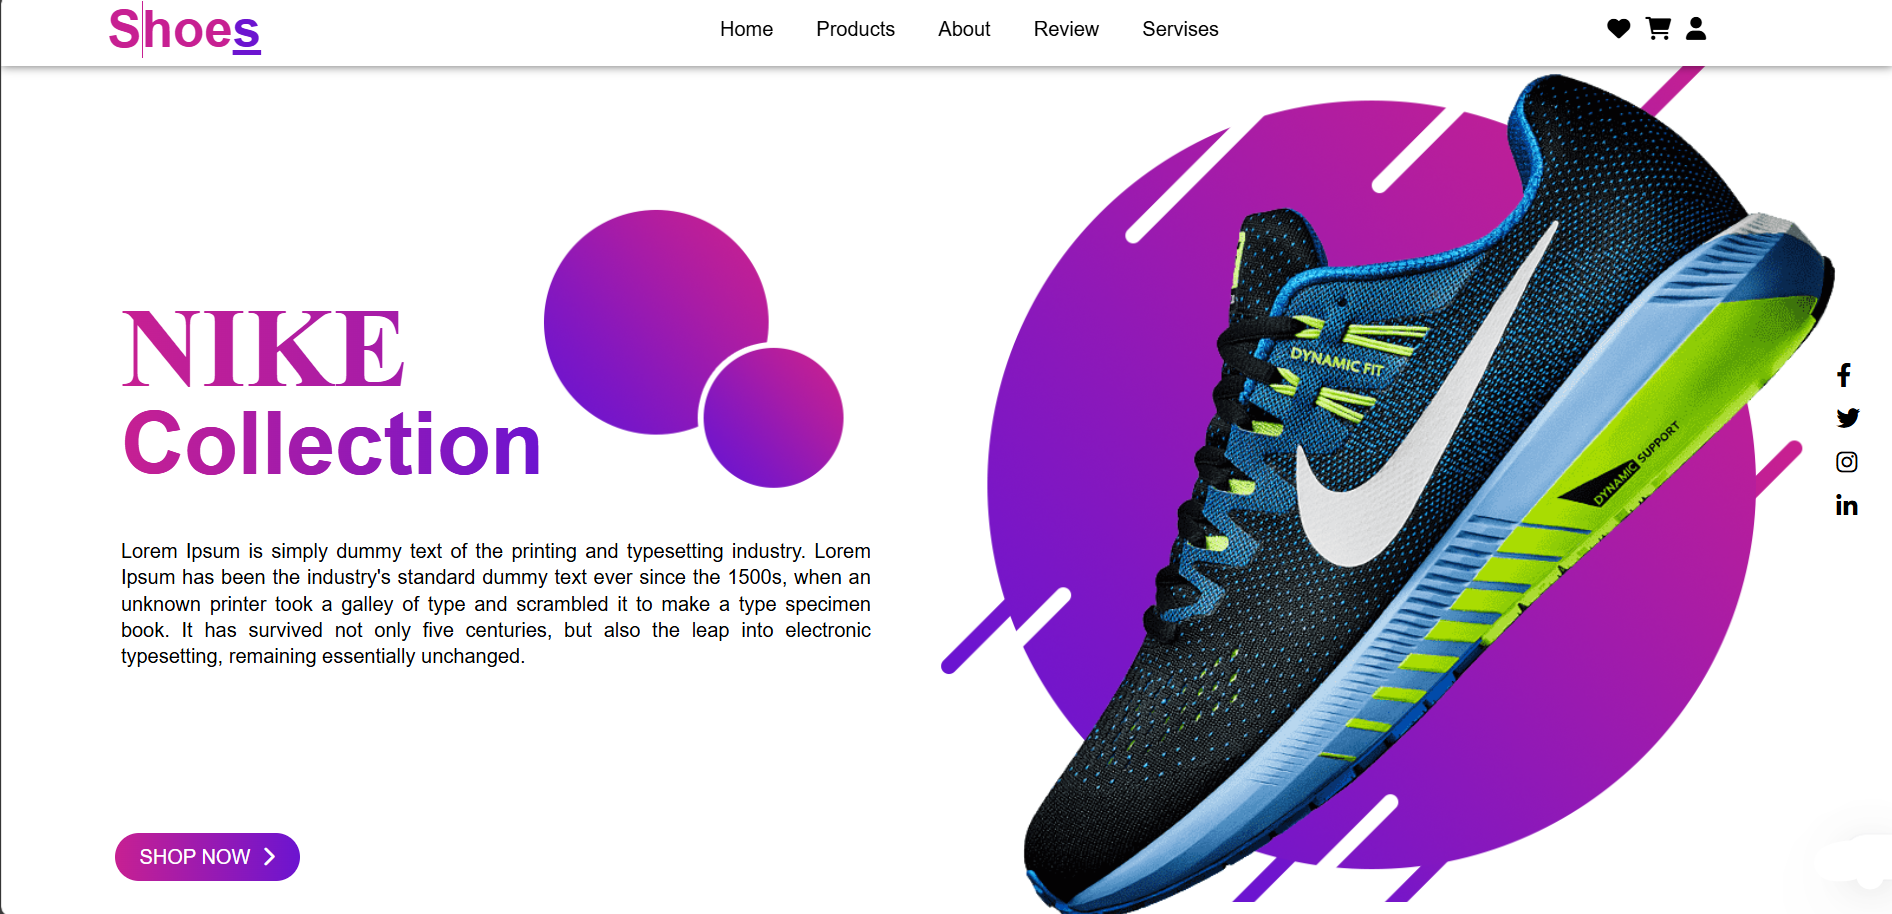 Shoes
Home Products About Review Servises
NIKE
Collection
Lorem Ipsum is simply dummy text of the printing and typesetting industry. Lorem
Ipsum has been the industry's standard dummy text ever since the 1500s, when an
unknown printer took a galley of type and scrambled it to make a type specimen
book. It has survived not only five centuries, but also the leap into electronic
typesetting, remaining essentially unchanged.
SHOP NOW
DYNAMIC FIT
DYNAMIC SUPPORT